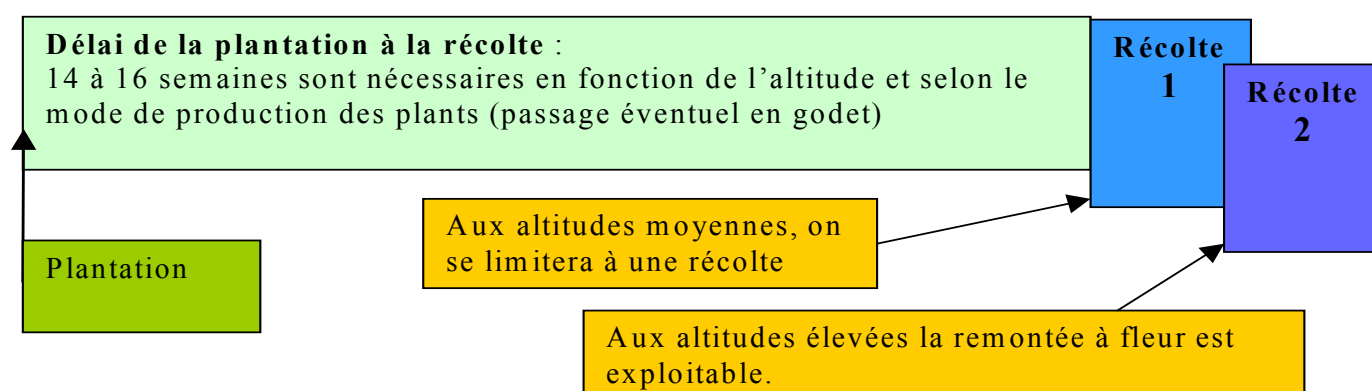 Délai de la plantation à la récolte :
14 à 16 semaines sont nécessaires en fonction de l’altitude et selon le
mode de production des plants (passage éventuel en godet)
Récolte
1
Récolte
2
Aux altitudes moyennes, on
se limitera à une récolte
Plantation
Aux altitudes élevées la remontée à fleur est
exploitable.